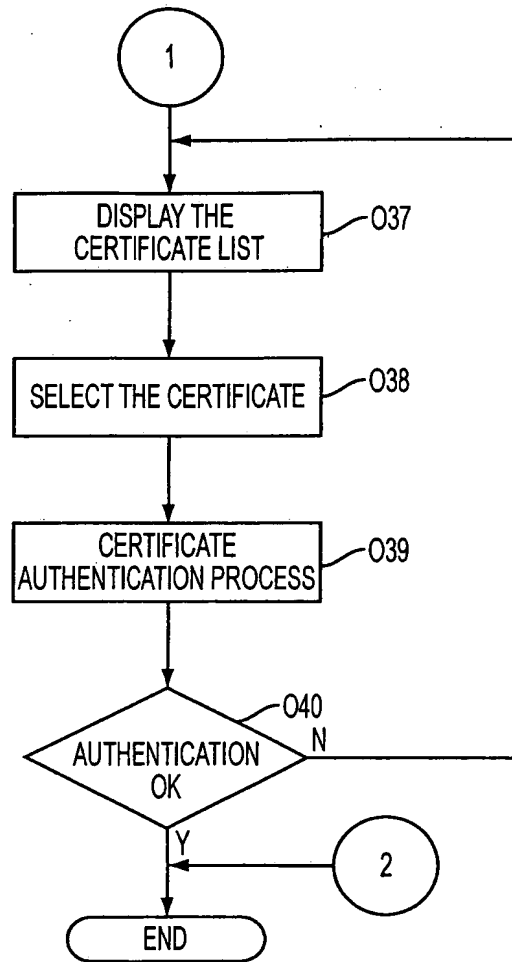 1
DISPLAY THE
CERTIFICATE LIST
O37
SELECT THE CERTIFICATE
O38
CERTIFICATE
AUTHENTICATION PROCESS
O39
O40
AUTHENTICATION
OK
N
Y
2
END